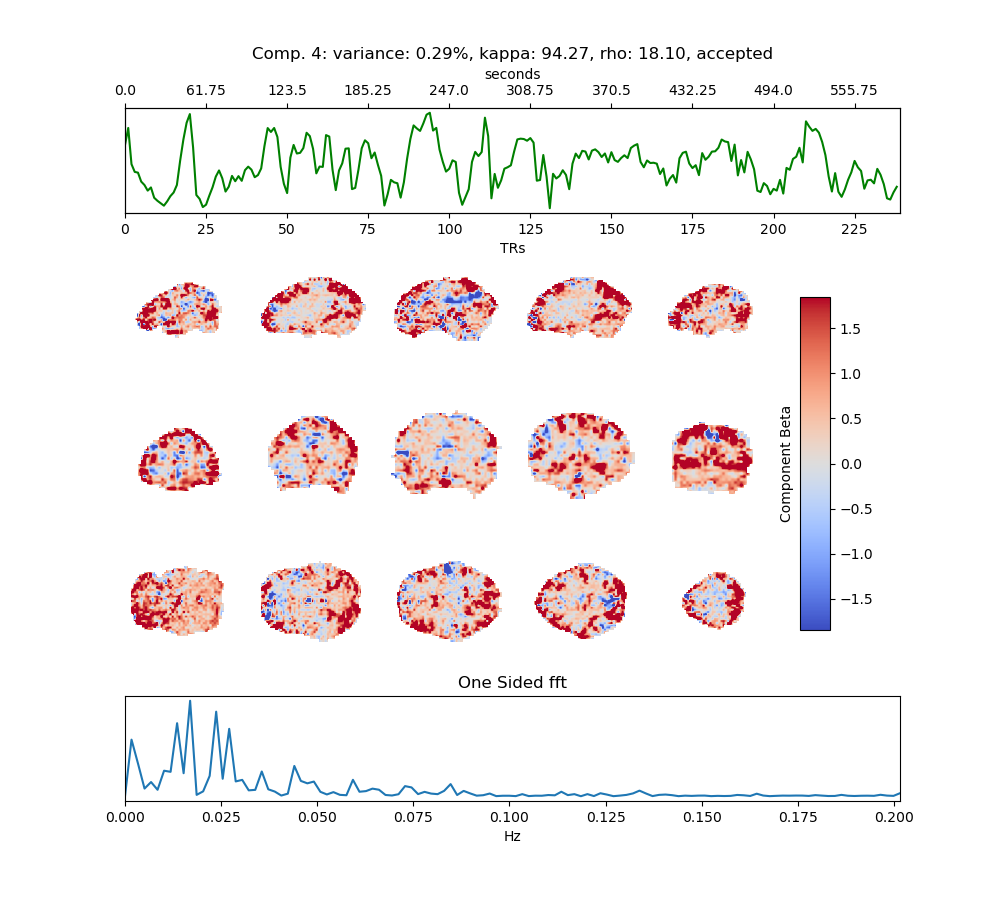 Comp. 4: variance: 0.29%, kappa: 94.27, rho: 18.10, accepted
seconds
0.0 61.75 123.5 185.25 247.0 308.75 370.5 432.25 494.0 555.75
0 25 50 75 100 125 150 175 200 225
TRs
1.5
1.0
0.5
0.0
−0.5
−1.0
−1.5
Component Beta
One Sided fft
0.000 0.025 0.050 0.075 0.100 0.125 0.150 0.175 0.200
Hz